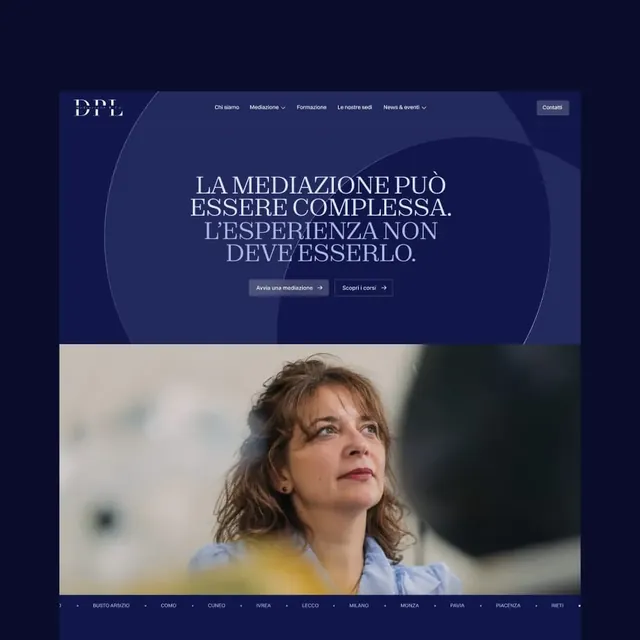 DPL
Chi siamo Mediazione Formazione Le nostre sedi News & eventi Contatti
LA MEDIAZIONE PUÒ
ESSERE COMPLESSA.
L'ESPERIENZA NON
DEVE ESSERLO.
Avvia una mediazione → Scopri i corsi →
• BUSTO ARSIZIO • COMO • CUNEO • IVREA • LECCO • MILANO • MONZA • PAVIA • PIACENZA • RIETI •